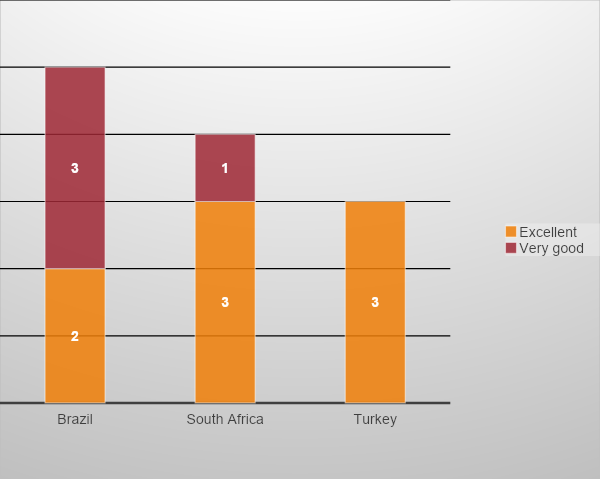 3
1
2
3
3
Excellent
Very good
Brazil
South Africa
Turkey